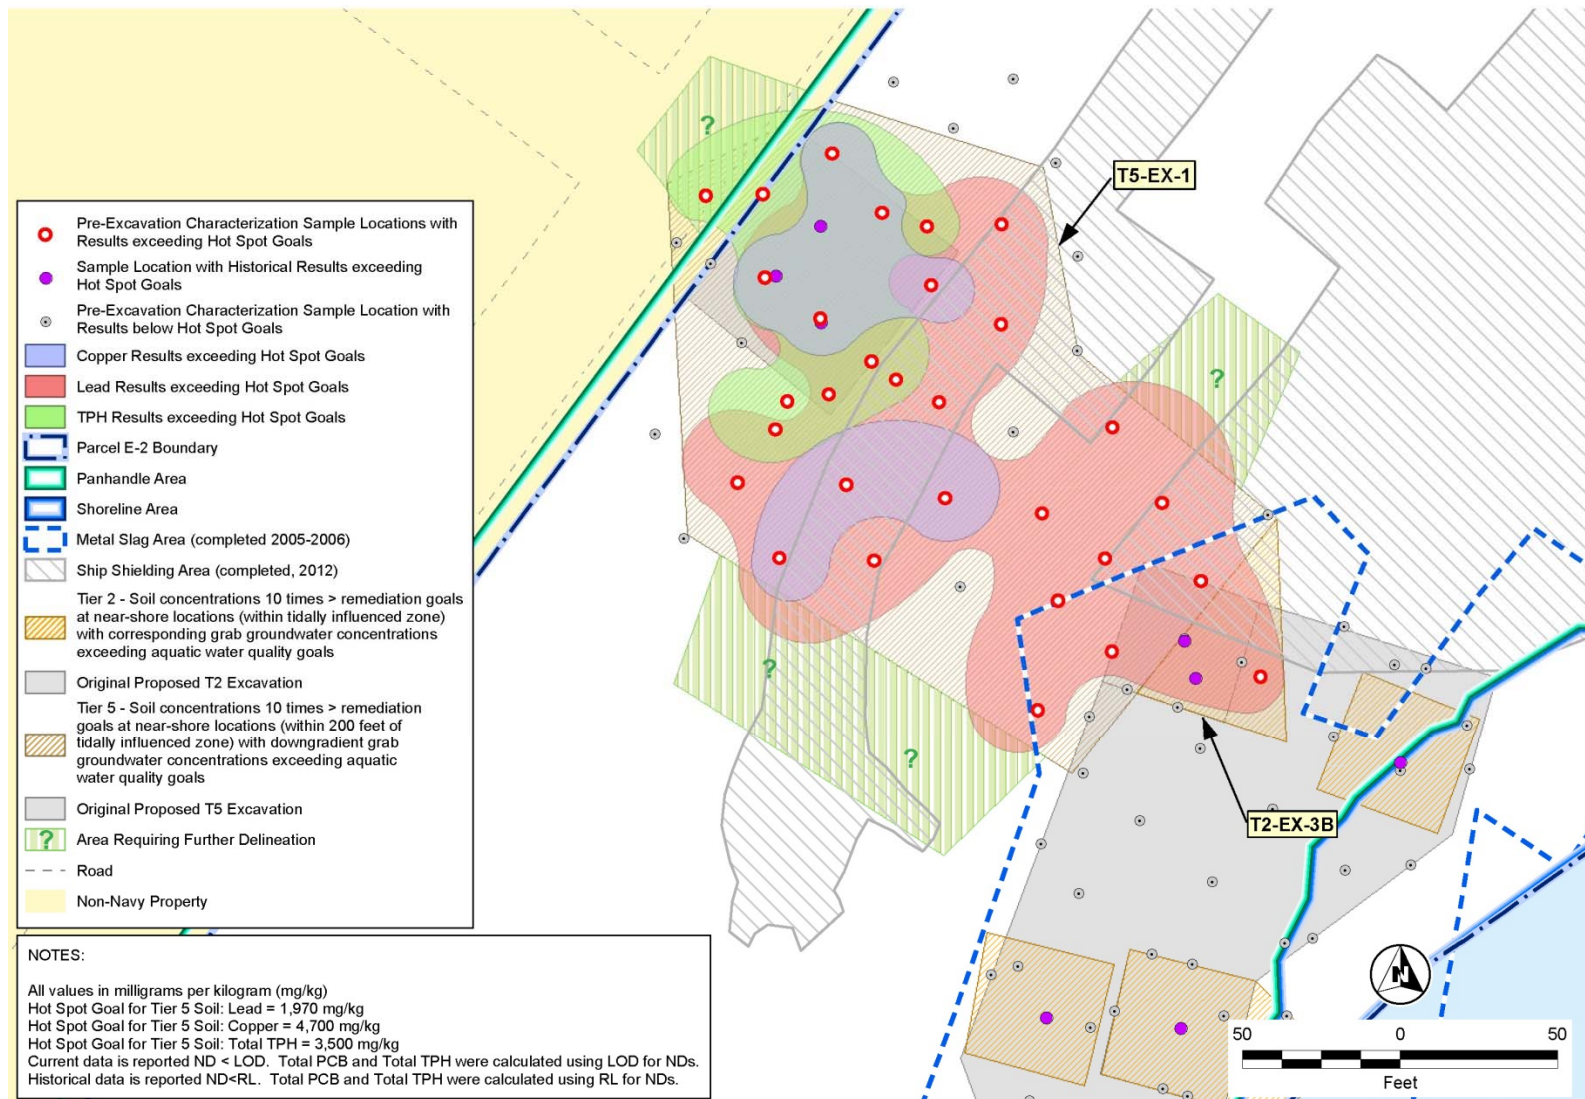 ?
T5-EX-1
Pre-Excavation Characterization Sample Locations with
Results exceeding Hot Spot Goals
Sample Location with Historical Results exceeding
Hot Spot Goals
Pre-Excavation Characterization Sample Location with
Results below Hot Spot Goals
Copper Results exceeding Hot Spot Goals
Lead Results exceeding Hot Spot Goals
TPH Results exceeding Hot Spot Goals
Parcel E-2 Boundary
Panhandle Area
Shoreline Area
Metal Slag Area (completed 2005-2006)
Ship Shielding Area (completed, 2012)
Tier 2 - Soil concentrations 10 times > remediation goals
at near-shore locations (within tidally influenced zone)
with corresponding grab groundwater concentrations
exceeding aquatic water quality goals
Original Proposed T2 Excavation
Tier 5 - Soil concentrations 10 times > remediation
goals at near-shore locations (within 200 feet of
tidally influenced zone) with downgradient grab
groundwater concentrations exceeding aquatic
water quality goals
Original Proposed T5 Excavation
? Area Requiring Further Delineation
Road
Non-Navy Property
?
?
?
T2-EX-3B
NOTES:
All values in milligrams per kilogram (mg/kg)
Hot Spot Goal for Tier 5 Soil: Lead = 1,970 mg/kg
Hot Spot Goal for Tier 5 Soil: Copper = 4,700 mg/kg
Hot Spot Goal for Tier 5 Soil: Total TPH = 3,500 mg/kg
Current data is reported ND < LOD. Total PCB and Total TPH were calculated using LOD for NDs.
Historical data is reported ND<RL. Total PCB and Total TPH were calculated using RL for NDs.
N
50 0 50
Feet